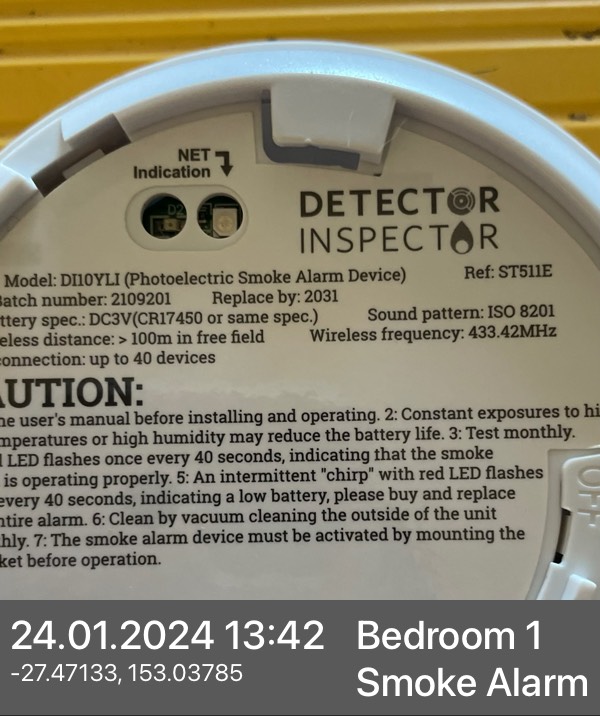 NET
Indication
DETECTOR
INSPECTOR
Model: DI10YLI (Photoelectric Smoke Alarm Device) Ref: ST511E
Batch number: 2109201 Replace by: 2031
ttery spec.: DC3V(CR17450 or same spec.) Sound pattern: ISO 8201
eless distance: > 100m in free field Wireless frequency: 433.42MHz
connection: up to 40 devices
AUTION:
he user's manual before installing and operating. 2: Constant exposures to hi
mperatures or high humidity may reduce the battery life. 3: Test monthly.
LED flashes once every 40 seconds, indicating that the smoke
is operating properly. 5: An intermittent "chirp" with red LED flashes
every 40 seconds, indicating a low battery, please buy and replace
ntire alarm. 6: Clean by vacuum cleaning the outside of the unit
hly. 7: The smoke alarm device must be activated by mounting the
ket before operation.
OFF
24.01.2024 13:42 Bedroom 1
-27.47133, 153.03785 Smoke Alarm